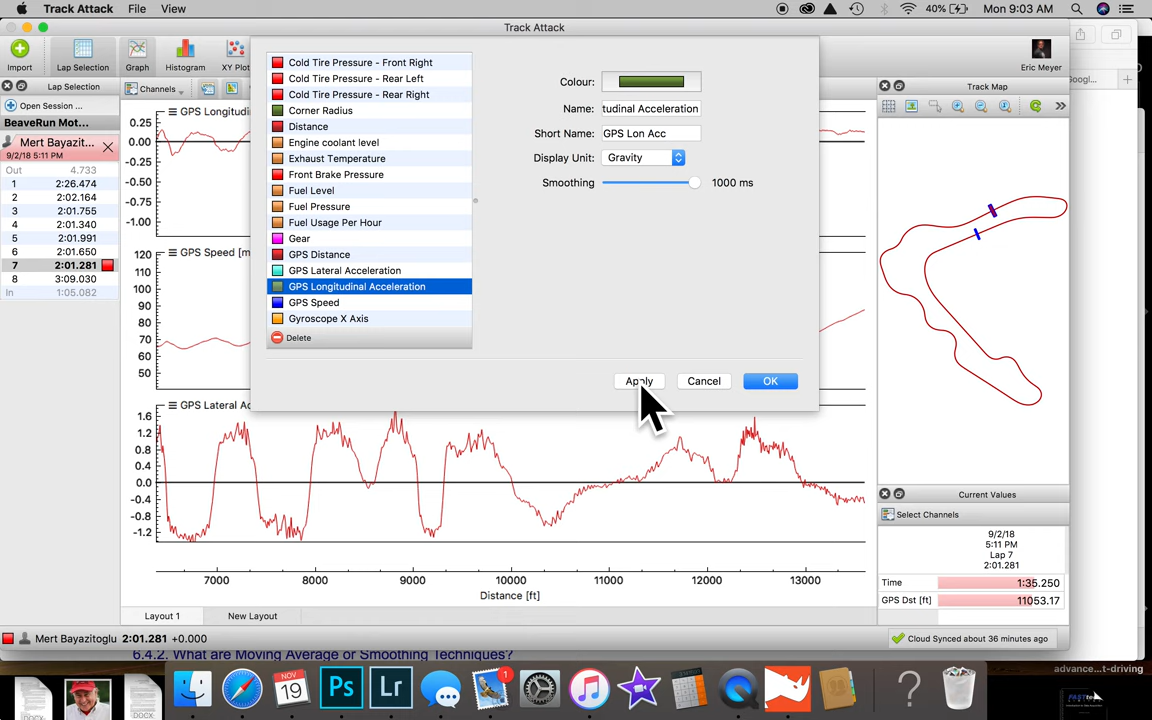 Track Attack File View 40% Mon 9:03 AM
Track Attack
Import Lap Selection Graph Histogram XY Plot Eric Meyer
Googl...
Lap Selection
Channels
Track Map
Open Session ...
BeaveRun Mot...
Mert Bayazit...
9/2/18 5:11 PM
Out 4.733
1 2:26.474
2 2:02.164
3 2:01.755
4 2:01.340
5 2:01.991
6 2:01.650
7 2:01.281
8 3:09.030
In 1:05.082
GPS Longitudin
0.25
0.00
-0.25
-0.50
-0.75
-1.00
GPS Speed [m
120
110
100
90
80
70
60
50
GPS Lateral Ac
1.6
1.2
0.8
0.4
0.0
-0.4
-0.8
-1.2
7000 8000 9000 10000 11000 12000 13000
Distance [ft]
Cold Tire Pressure - Front Right
Cold Tire Pressure - Rear Left
Cold Tire Pressure - Rear Right
Corner Radius
Distance
Engine coolant level
Exhaust Temperature
Front Brake Pressure
Fuel Level
Fuel Pressure
Fuel Usage Per Hour
Gear
GPS Distance
GPS Lateral Acceleration
GPS Longitudinal Acceleration
GPS Speed
Gyroscope X Axis
Delete
Colour:
Name: tudinal Acceleration
Short Name: GPS Lon Acc
Display Unit: Gravity
Smoothing 1000 ms
Apply Cancel OK
Current Values
Select Channels
9/2/18
5:11 PM
Lap 7
2:01.281
Time 1:35.250
GPS Dst [ft] 11053.17
Layout 1 New Layout
Mert Bayazitoglu 2:01.281 +0.000
Cloud Synced about 36 minutes ago
6.4.2. What are Moving Average or Smoothing Techniques?
advance...t-driving
NOV
19
Ps
Lr
1
DOCX
DOCX